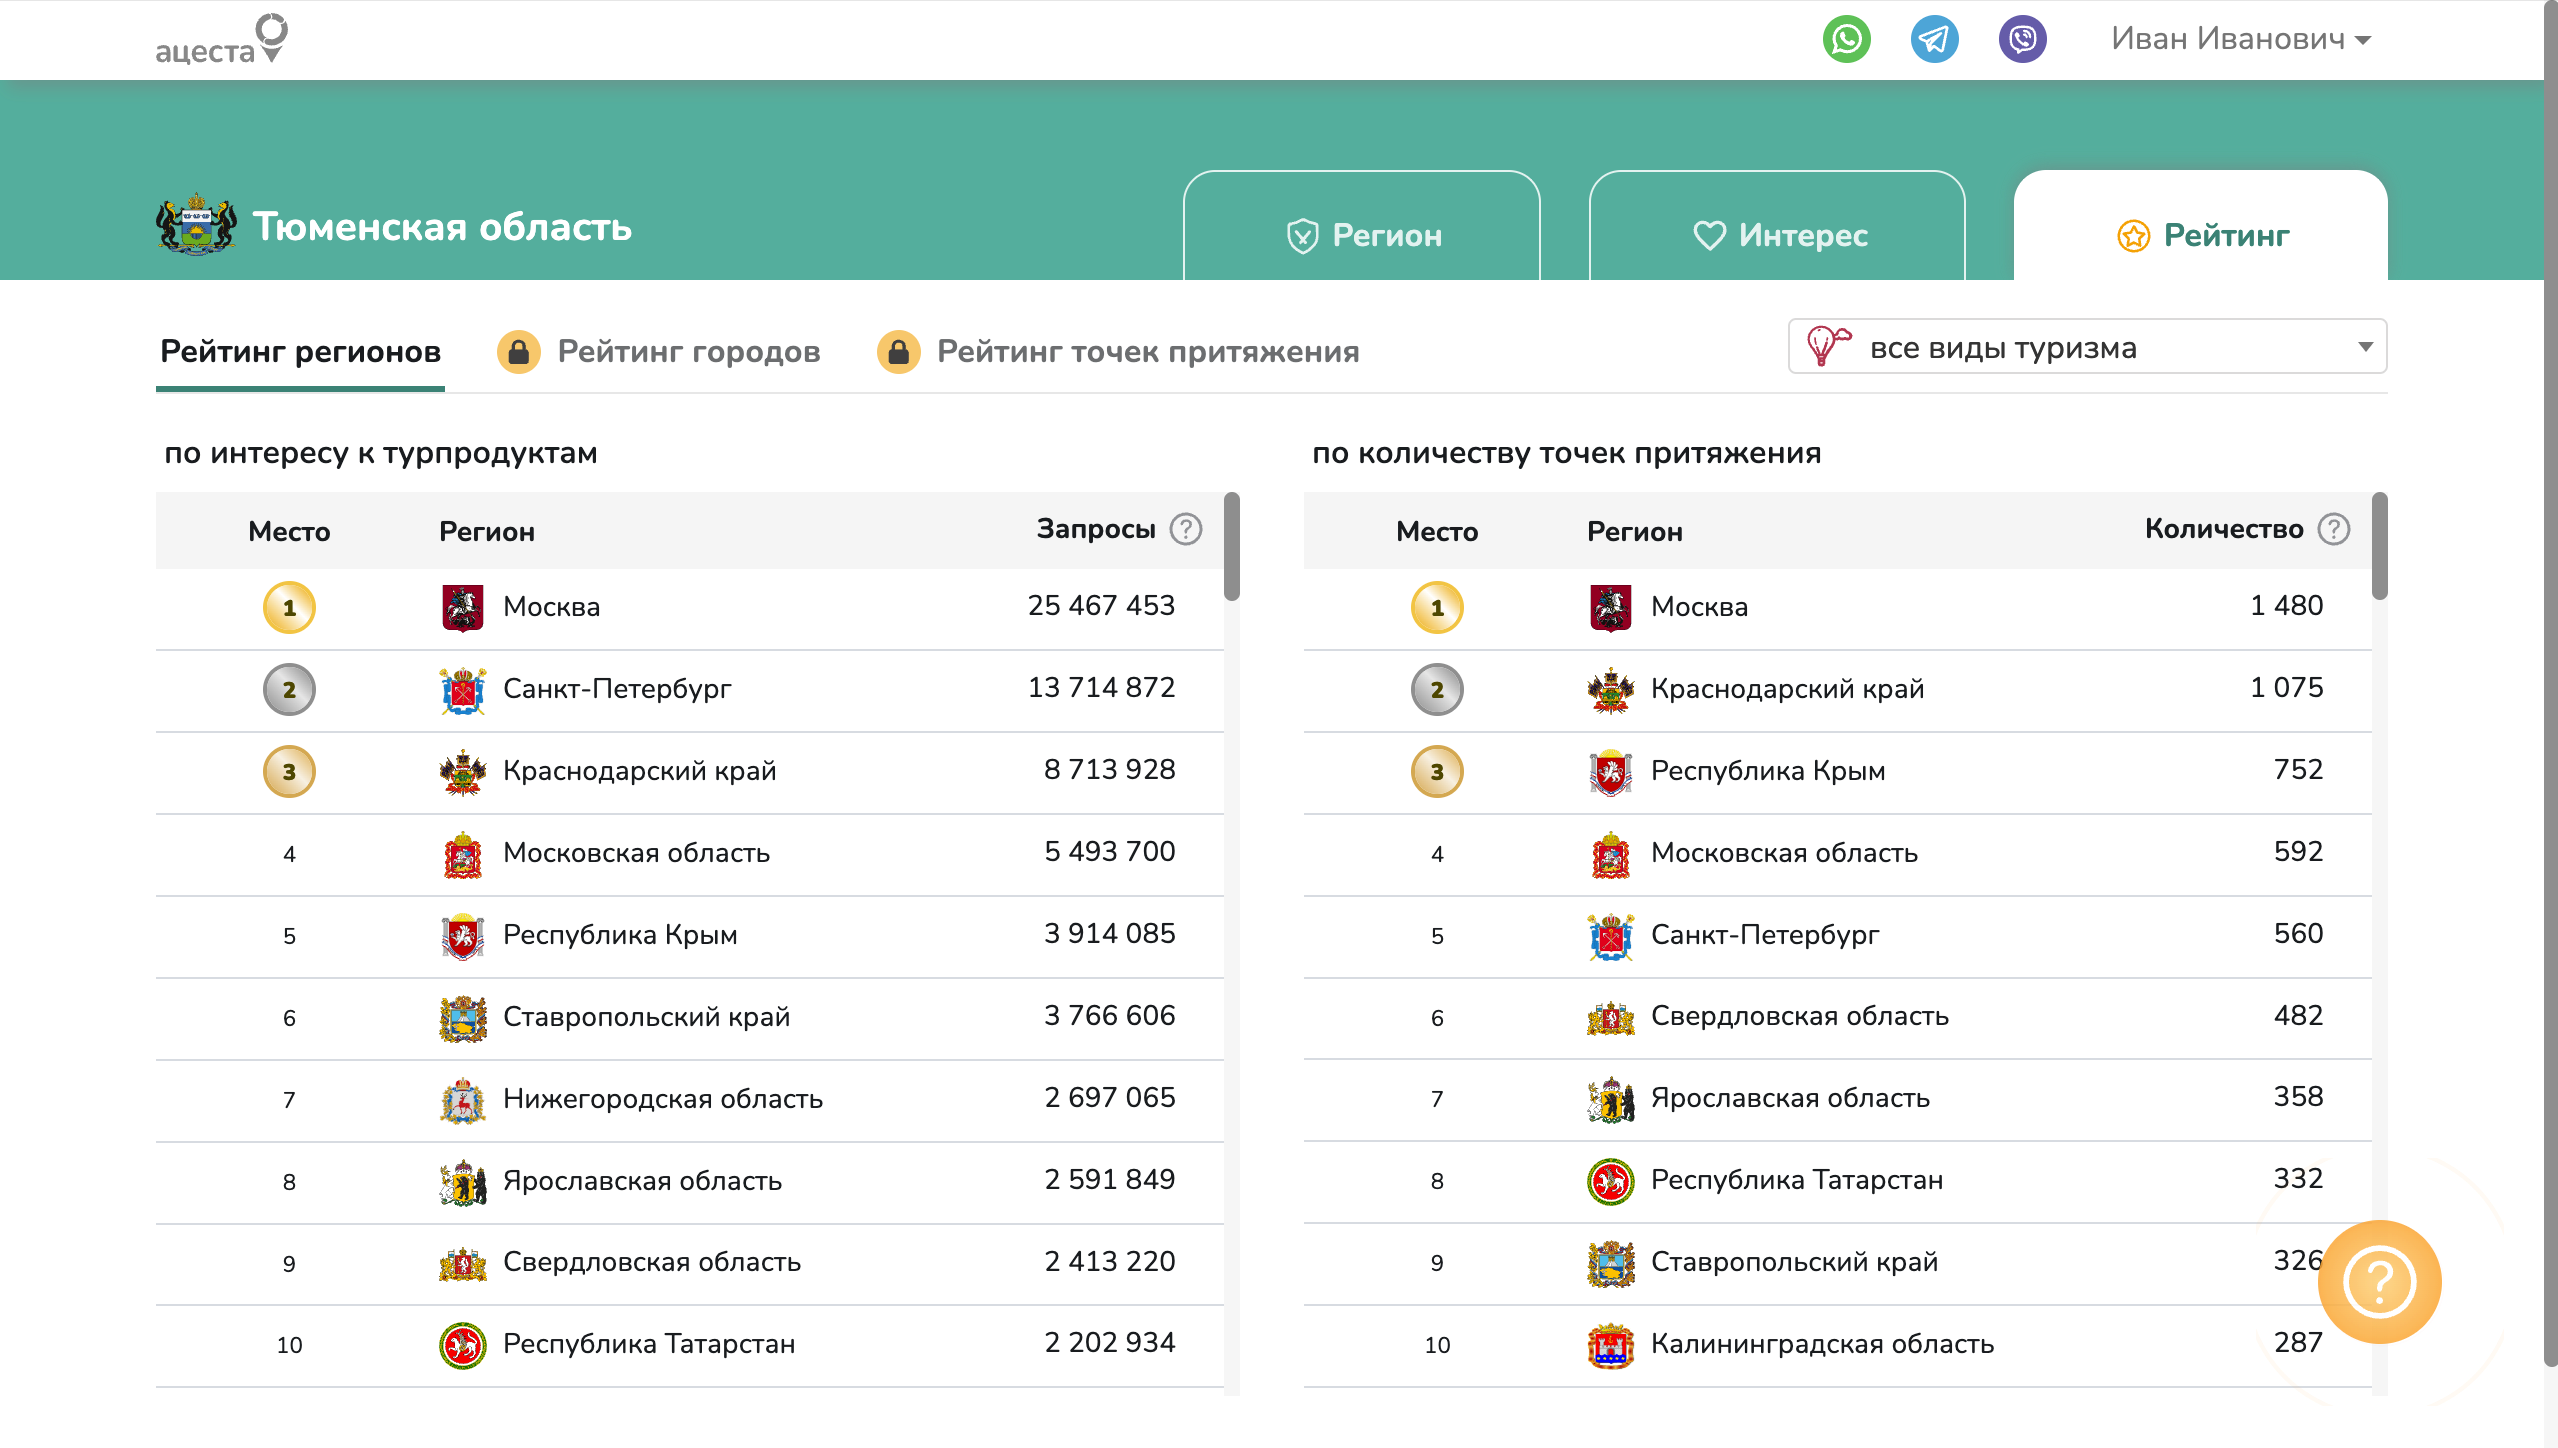 ацеста
Иван Иванович
Тюменская область
Регион
Интерес
Рейтинг
Рейтинг регионов
Рейтинг городов
Рейтинг точек притяжения
все виды туризма
по интересу к турпродуктам
Место Регион Запросы ?
1 Москва 25 467 453
2 Санкт-Петербург 13 714 872
3 Краснодарский край 8 713 928
4 Московская область 5 493 700
5 Республика Крым 3 914 085
6 Ставропольский край 3 766 606
7 Нижегородская область 2 697 065
8 Ярославская область 2 591 849
9 Свердловская область 2 413 220
10 Республика Татарстан 2 202 934
по количеству точек притяжения
Место Регион Количество ?
1 Москва 1 480
2 Краснодарский край 1 075
3 Республика Крым 752
4 Московская область 592
5 Санкт-Петербург 560
6 Свердловская область 482
7 Ярославская область 358
8 Республика Татарстан 332
9 Ставропольский край 326
10 Калининградская область 287
?